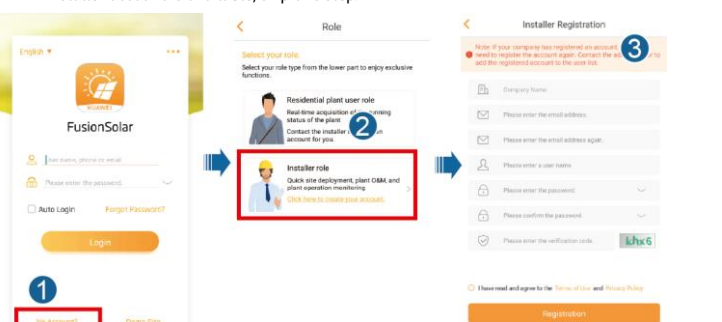 English ▼
HUAWEI
FusionSolar
User name, phone or email
Please enter the password.
Auto Login
Forgot Password?
Login
1
No Account?
Demo Site
Role
Select your role.
Select your role type from the lower part to enjoy exclusive
functions.
Residential plant user role
Real-time acquisition of running
status of the plant
Contact the installer
account for you.
2
Installer role
Quick site deployment, plant O&M, and
plant operation monitoring
Click here to create your account.
Installer Registration
Note: If your company has registered an account
need to register the account again. Contact the
add the registered account to the user list.
3
Company Name
Please enter the email address.
Please enter the email address again.
Please enter a user name
Please enter the password
Please confirm the password
Please enter the verification code.
khx6
I have read and agree to the Terms of Use and Privacy Policy
Registration